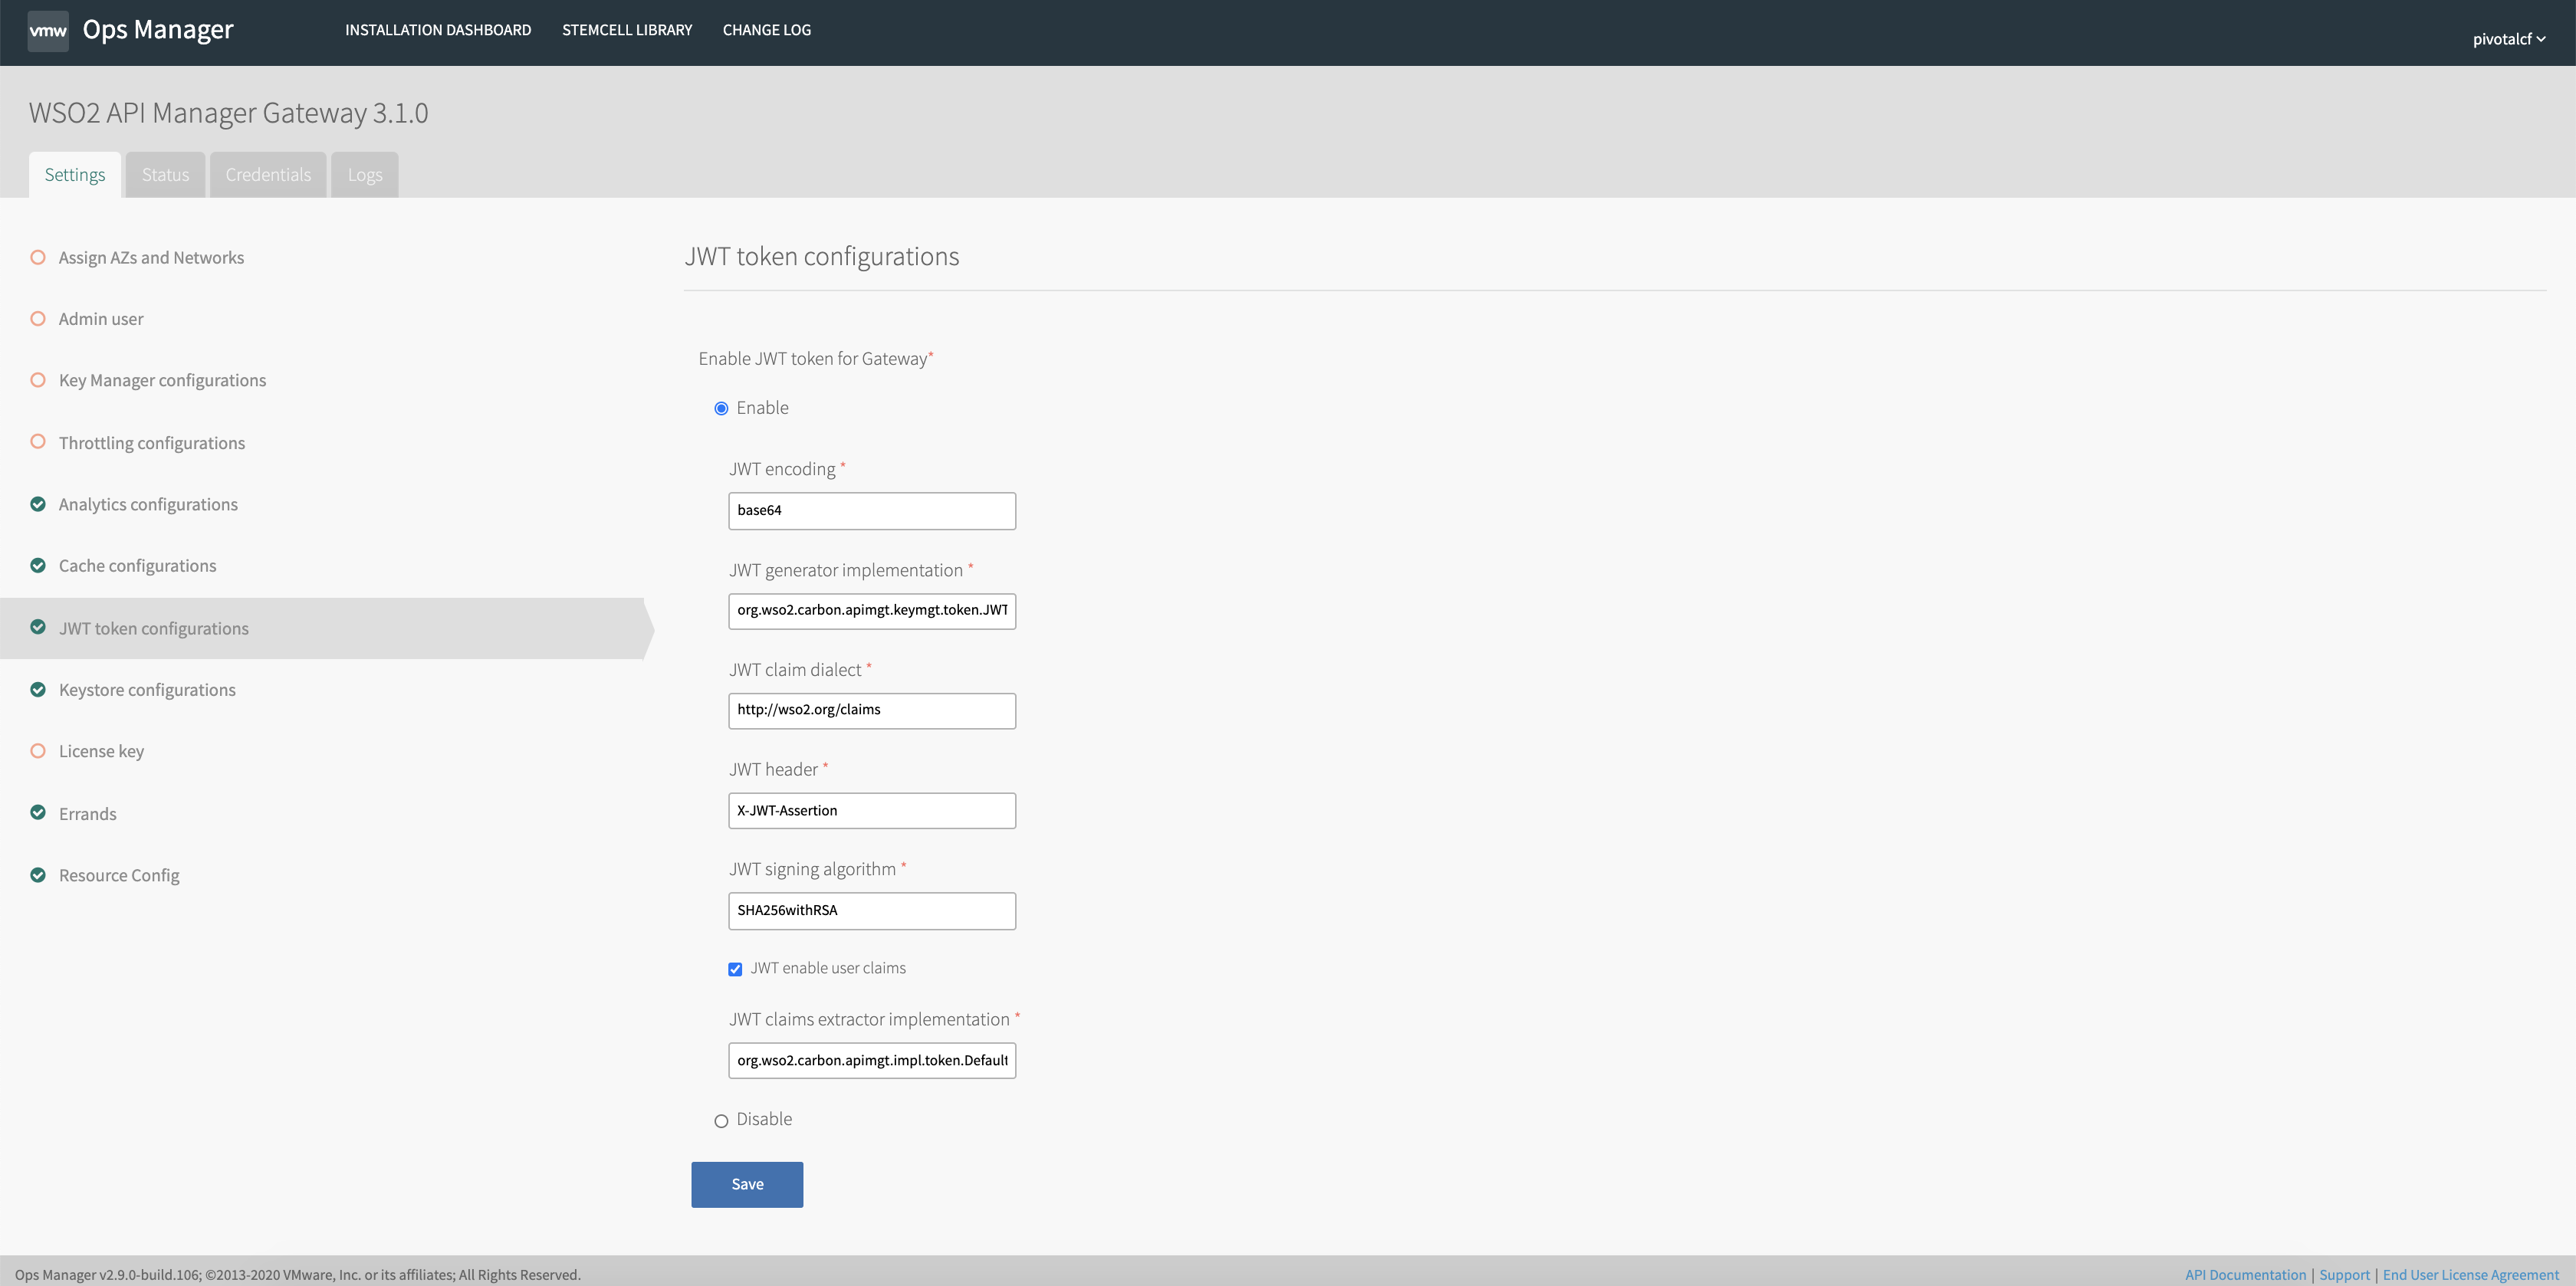 vmw Ops Manager INSTALLATION DASHBOARD STEMCELL LIBRARY CHANGE LOG pivotalcf
WSO2 API Manager Gateway 3.1.0
Settings Status Credentials Logs
Assign AZs and Networks
Admin user
Key Manager configurations
Throttling configurations
Analytics configurations
Cache configurations
JWT token configurations
Keystore configurations
License key
Errands
Resource Config
JWT token configurations
Enable JWT token for Gateway*
Enable
JWT encoding *
base64
JWT generator implementation *
org.wso2.carbon.apimgt.keymgt.token.JWT
JWT claim dialect *
http://wso2.org/claims
JWT header *
X-JWT-Assertion
JWT signing algorithm *
SHA256withRSA
JWT enable user claims
JWT claims extractor implementation *
org.wso2.carbon.apimgt.impl.token.Default
Disable
Save
Ops Manager v2.9.0-build.106; ©2013-2020 VMware, Inc. or its affiliates; All Rights Reserved. API Documentation | Support | End User License Agreement